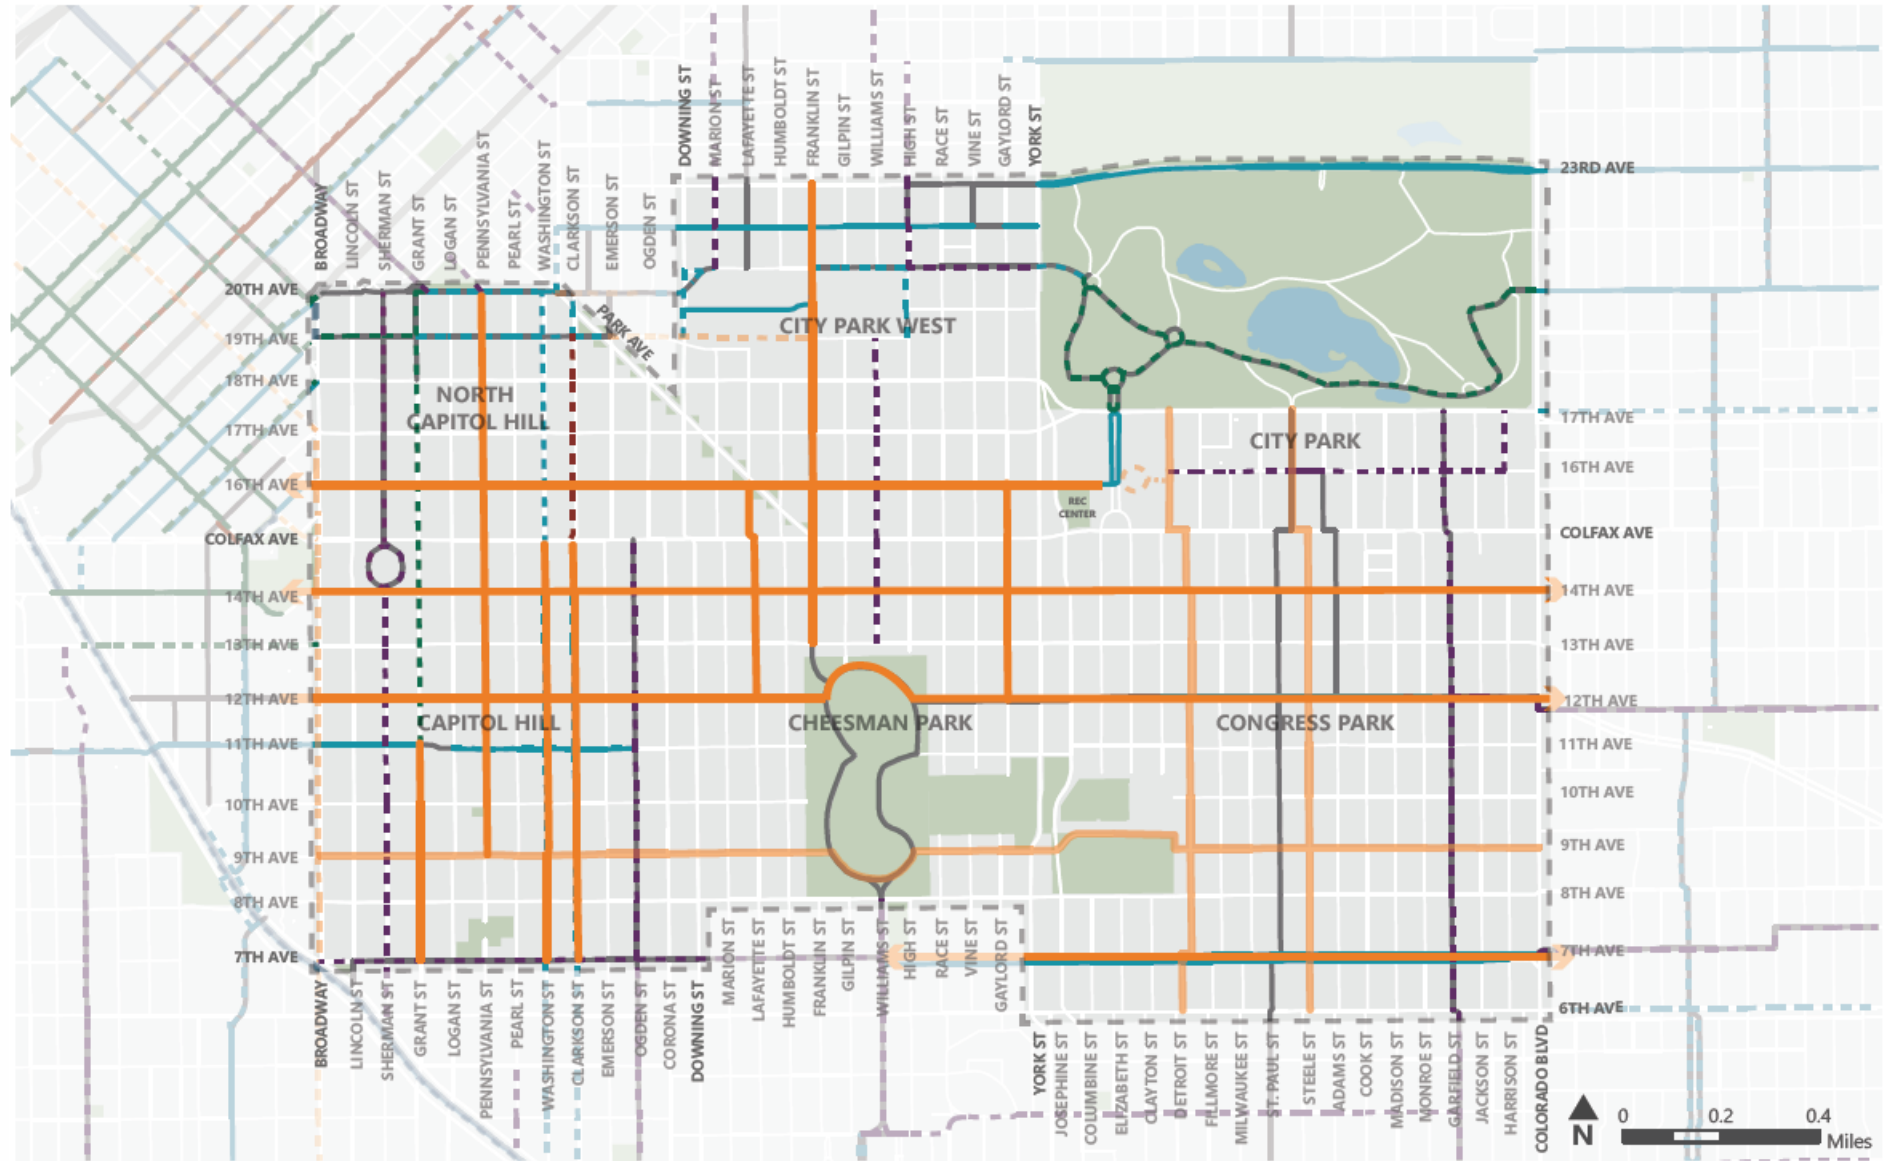 DOWNING ST
MARION ST
LAFAYETTE ST
HUMBOLDT ST
FRANKLIN ST
GILPIN ST
WILLIAMS ST
HIGH ST
RACE ST
VINE ST
GAYLORD ST
YORK ST
BROADWAY
LINCOLN ST
SHERMAN ST
GRANT ST
LOGAN ST
PENNSYLVANIA ST
PEARL ST
WASHINGTON ST
CLARKSON ST
EMERSON ST
OGDEN ST
23RD AVE
20TH AVE
19TH AVE
PARK AVE
CITY PARK WEST
18TH AVE
NORTH
CAPITOL HILL
17TH AVE
17TH AVE
CITY PARK
16TH AVE
16TH AVE
REC
CENTER
COLFAX AVE
COLFAX AVE
14TH AVE
14TH AVE
13TH AVE
13TH AVE
12TH AVE
12TH AVE
CAPITOL HILL
CHEESMAN PARK
CONGRESS PARK
11TH AVE
11TH AVE
10TH AVE
10TH AVE
9TH AVE
9TH AVE
8TH AVE
8TH AVE
7TH AVE
7TH AVE
6TH AVE
MARION ST
LAFAYETTE ST
HUMBOLDT ST
FRANKLIN ST
GILPIN ST
WILLIAMS ST
HIGH ST
RACE ST
VINE ST
GAYLORD ST
BROADWAY
LINCOLN ST
SHERMAN ST
GRANT ST
LOGAN ST
PENNSYLVANIA ST
PEARL ST
WASHINGTON ST
CLARKSON ST
EMERSON ST
OGDEN ST
CORONA ST
DOWNING ST
YORK ST
JOSEPHINE ST
COLUMBINE ST
ELIZABETH ST
CLAYTON ST
DETROIT ST
FILLMORE ST
MILWAUKEE ST
ST. PAUL ST
STEELE ST
ADAMS ST
COOK ST
MADISON ST
MONROE ST
GARFIELD ST
JACKSON ST
HARRISON ST
COLORADO BLVD
N
0 0.2 0.4
Miles